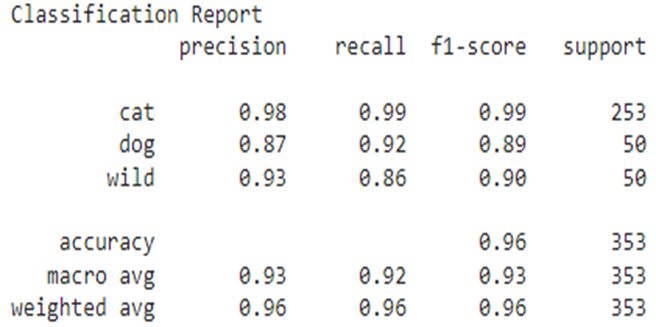 Classification Report
precision recall f1-score support
cat 0.98 0.99 0.99 253
dog 0.87 0.92 0.89 50
wild 0.93 0.86 0.90 50
accuracy 0.96 353
macro avg 0.93 0.92 0.93 353
weighted avg 0.96 0.96 0.96 353